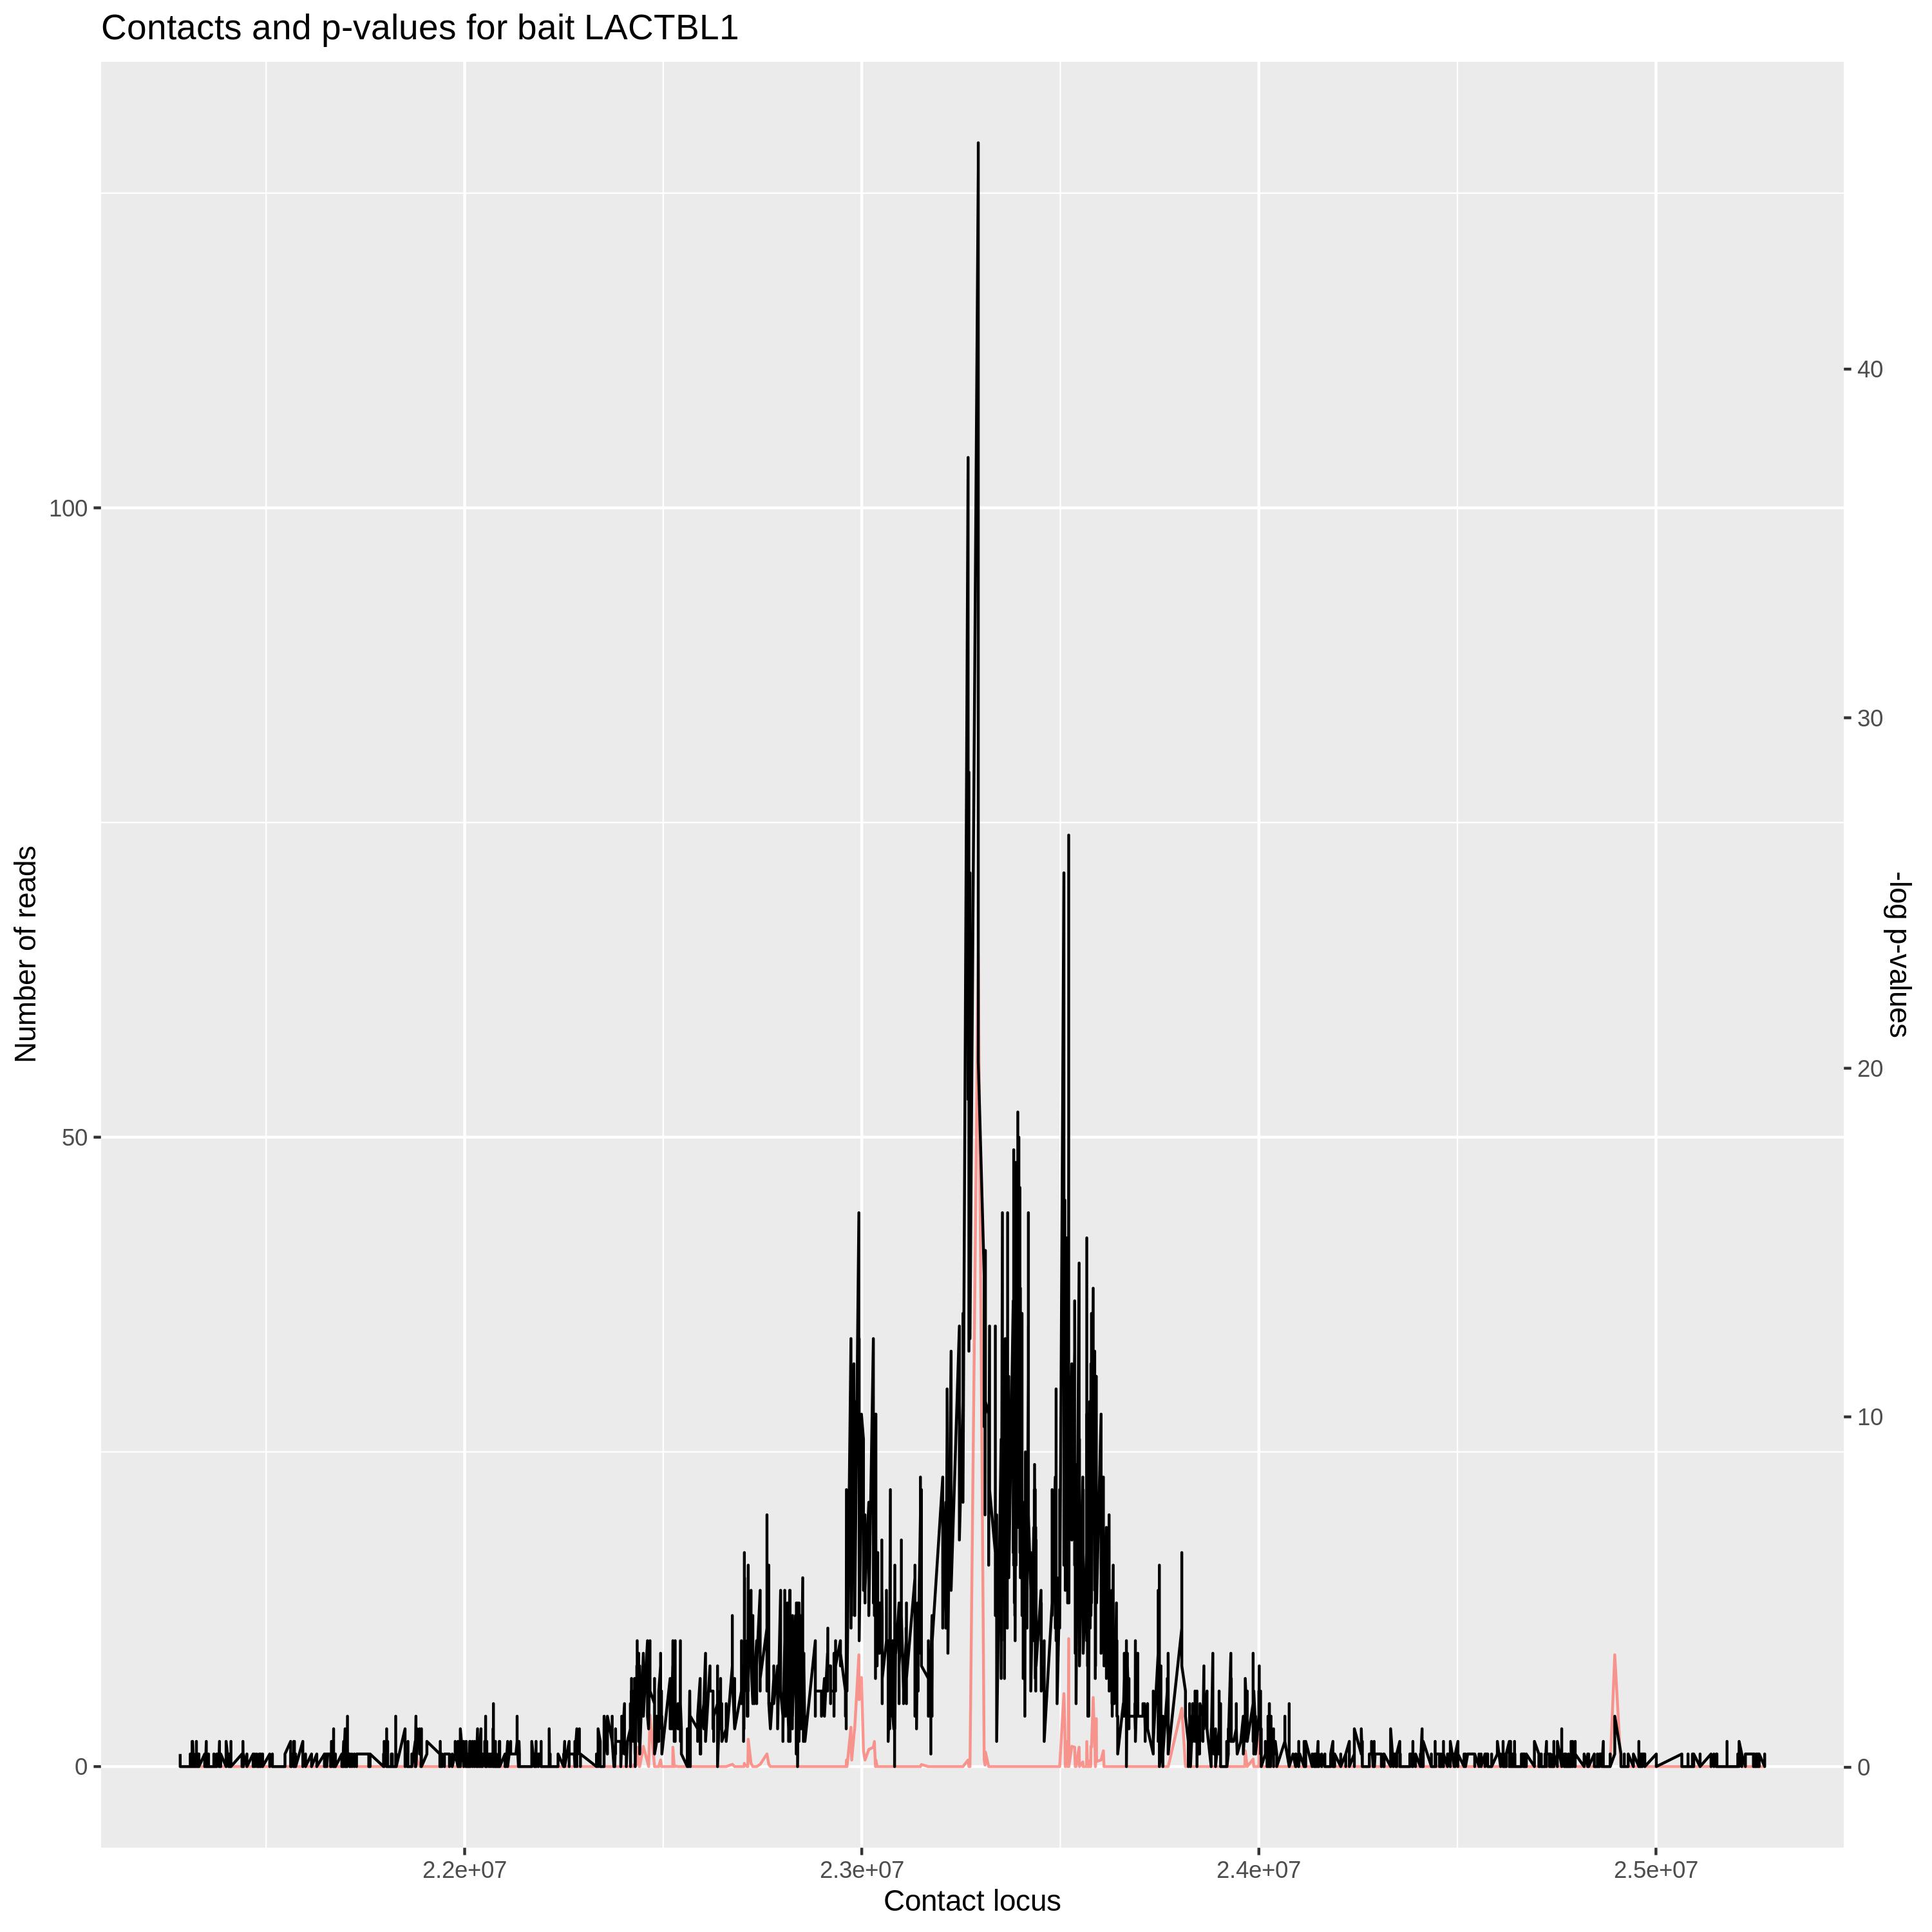 Contacts and p-values for bait LACTBL1
Number of reads
100
50
0
40
30
20
10
0
-log p-values
2.2e+07
2.3e+07
2.4e+07
2.5e+07
Contact locus